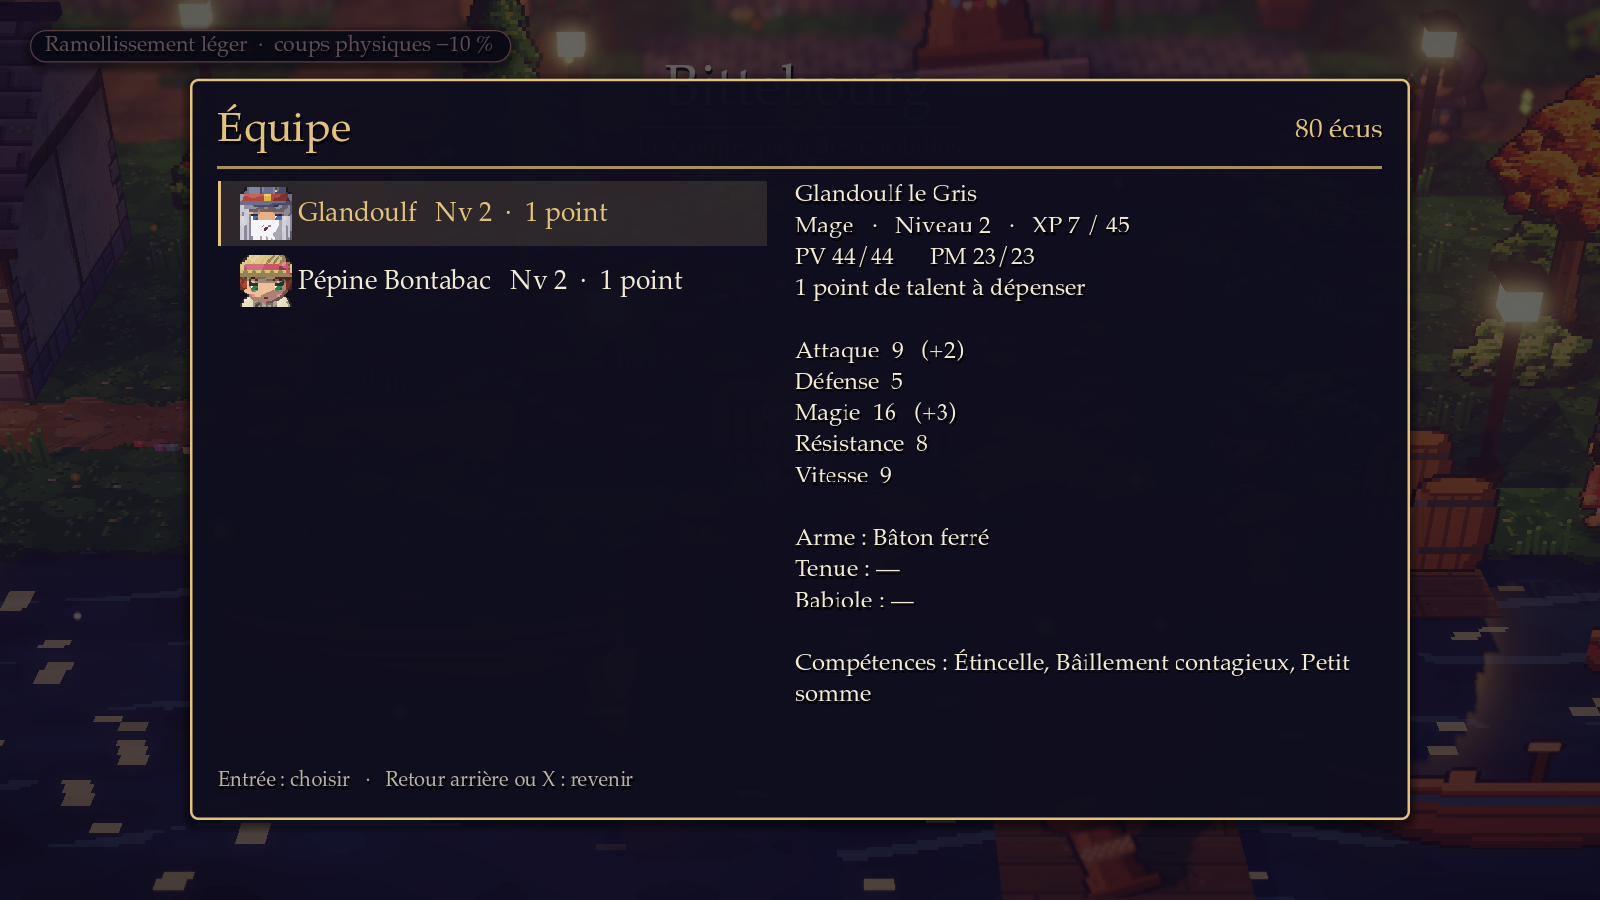 Ramollissement léger · coups physiques −10 %
Bittebourg
Équipe
80 écus
Glandoulf Nv 2 · 1 point
Pépine Bontabac Nv 2 · 1 point
Glandoulf le Gris
Mage · Niveau 2 · XP 7 / 45
PV 44/44 PM 23/23
1 point de talent à dépenser
Attaque 9 (+2)
Défense 5
Magie 16 (+3)
Résistance 8
Vitesse 9
Arme : Bâton ferré
Tenue : —
Babiole : —
Compétences : Étincelle, Bâillement contagieux, Petit
somme
Entrée : choisir · Retour arrière ou X : revenir